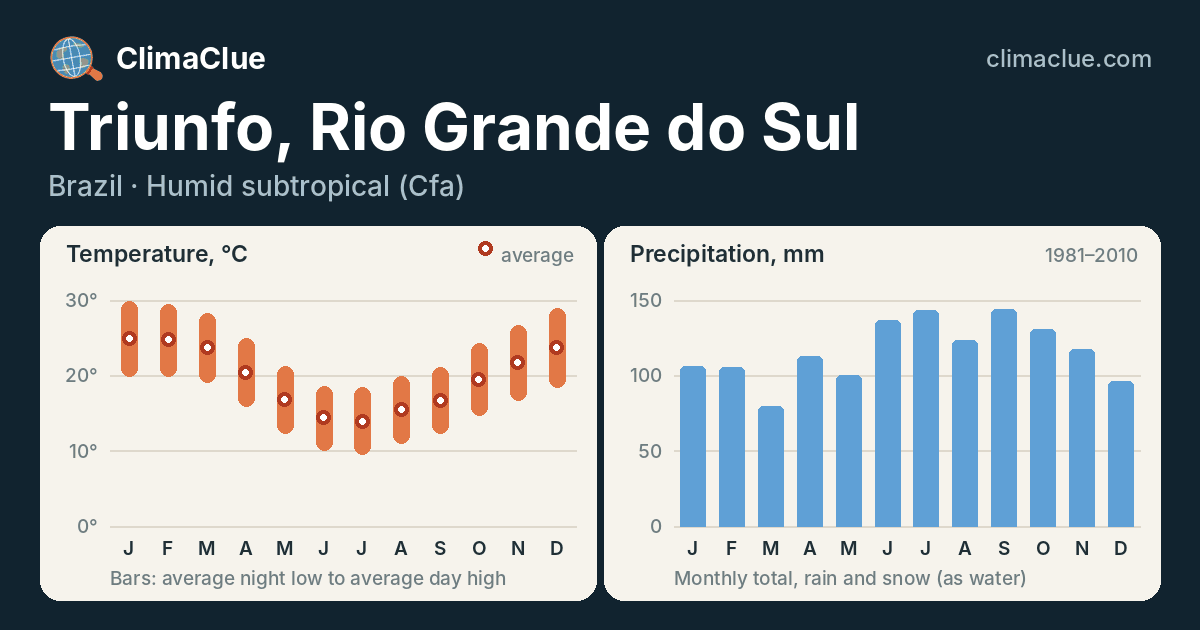 ClimaClue
climaclue.com
Triunfo, Rio Grande do Sul
Brazil · Humid subtropical (Cfa)
Temperature, °C
average
30°
20°
10°
0°
J F M A M J J A S O N D
Bars: average night low to average day high
Precipitation, mm
1981–2010
150
100
50
0
J F M A M J J A S O N D
Monthly total, rain and snow (as water)